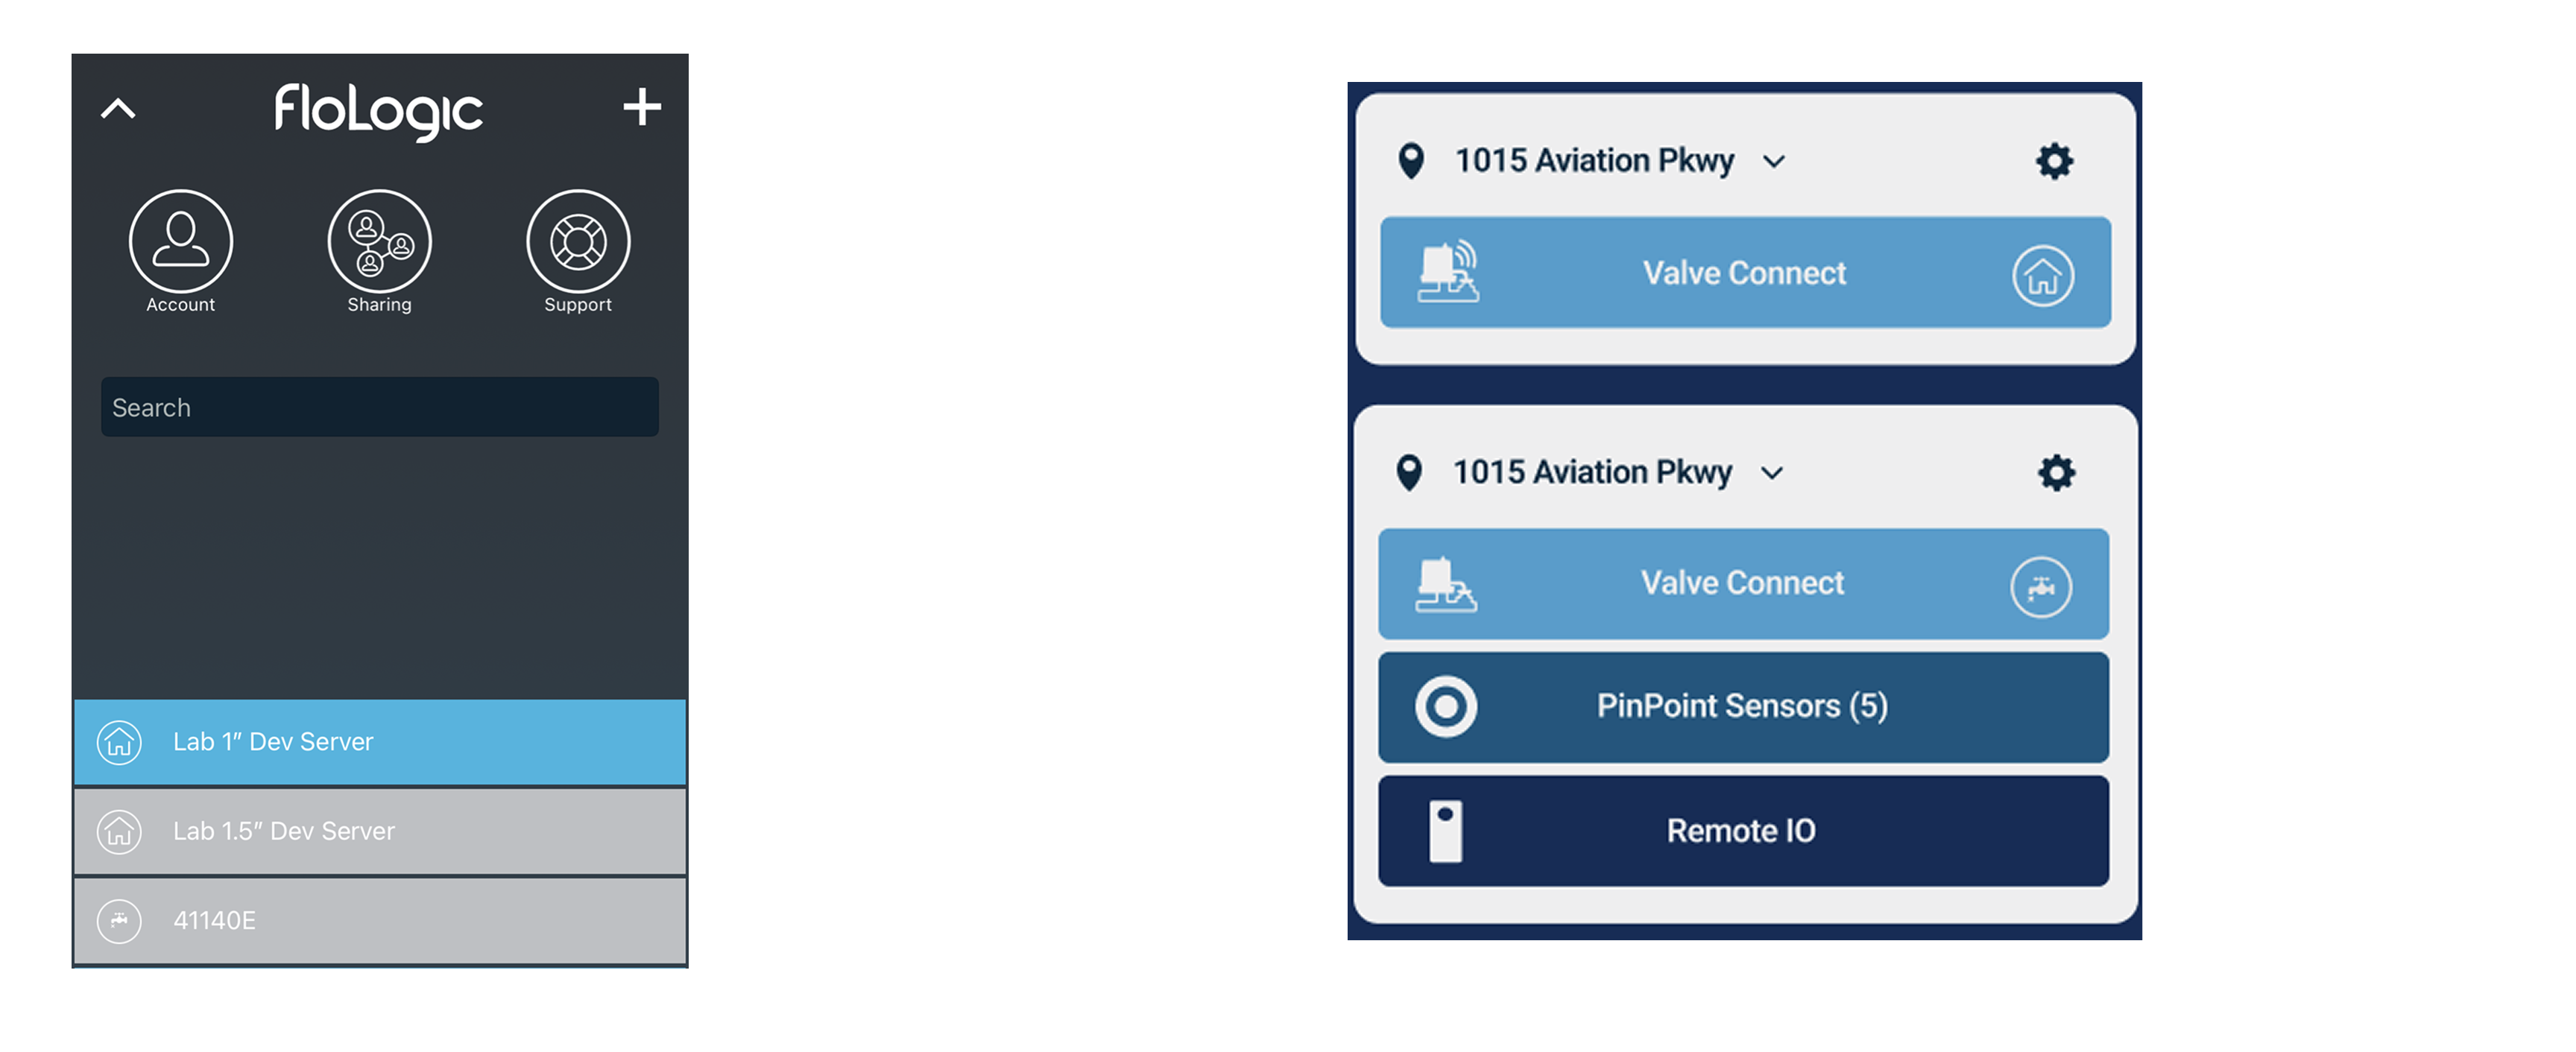 floLogic
Account
Sharing
Support
Search
Lab 1” Dev Server
Lab 1.5” Dev Server
41140E
1015 Aviation Pkwy
Valve Connect
1015 Aviation Pkwy
Valve Connect
PinPoint Sensors (5)
Remote IO